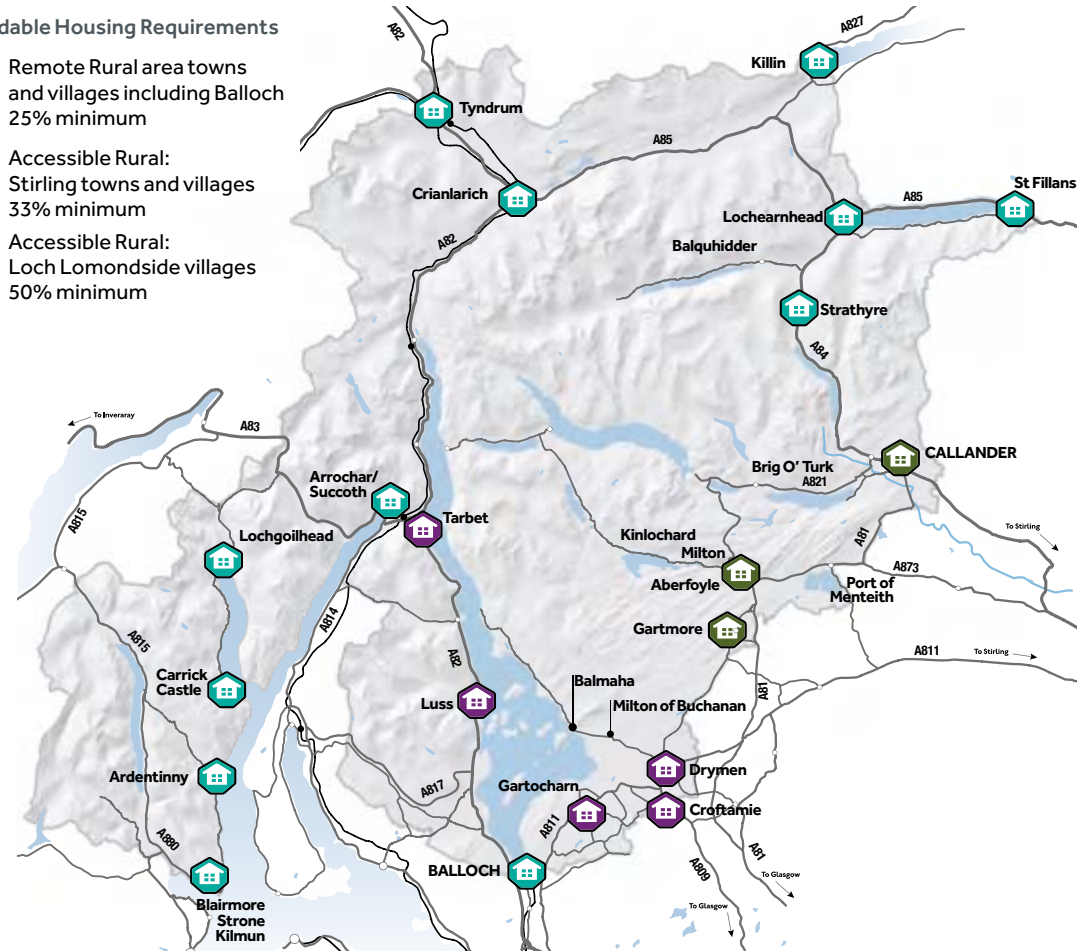 dable Housing Requirements
Remote Rural area towns
and villages including Balloch
25% minimum
Accessible Rural:
Stirling towns and villages
33% minimum
Accessible Rural:
Loch Lomondside villages
50% minimum
A82
A827
Killin
Tyndrum
A85
Crianlarich
St Fillans
A85
Lochearnhead
A82
Balquhidder
Strathyre
A84
To Inveraray
A83
CALLANDER
Brig O' Turk
A821
Arrochar/
Succoth
Tarbet
A815
To Stirling
Lochgoilhead
Kinlochard
A81
Milton
Aberfoyle
A873
Port of
Menteith
A814
Gartmore
A815
A811
To Stirling
A82
Carrick
Castle
Luss
A81
Balmaha
Milton of Buchanan
Ardentinny
Drymen
A817
Gartocharn
Croftamie
A811
A880
BALLOCH
A809
A81
To Glasgow
Blairmore
Strone
Kilmun
To Glasgow